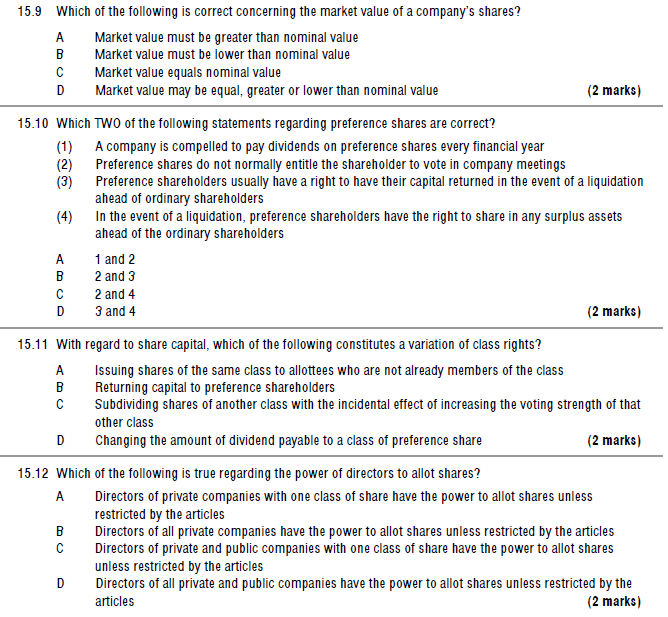 15.9 Which of the following is correct concerning the market value of a company's shares?
A Market value must be greater than nominal value
B Market value must be lower than nominal value
C Market value equals nominal value
D Market value may be equal, greater or lower than nominal value (2 marks)
15.10 Which TWO of the following statements regarding preference shares are correct?
(1) A company is compelled to pay dividends on preference shares every financial year
(2) Preference shares do not normally entitle the shareholder to vote in company meetings
(3) Preference shareholders usually have a right to have their capital returned in the event of a liquidation
ahead of ordinary shareholders
(4) In the event of a liquidation, preference shareholders have the right to share in any surplus assets
ahead of the ordinary shareholders
A 1 and 2
B 2 and 3
C 2 and 4
D 3 and 4 (2 marks)
15.11 With regard to share capital, which of the following constitutes a variation of class rights?
A Issuing shares of the same class to allottees who are not already members of the class
B Returning capital to preference shareholders
C Subdividing shares of another class with the incidental effect of increasing the voting strength of that
other class
D Changing the amount of dividend payable to a class of preference share (2 marks)
15.12 Which of the following is true regarding the power of directors to allot shares?
A Directors of private companies with one class of share have the power to allot shares unless
restricted by the articles
B Directors of all private companies have the power to allot shares unless restricted by the articles
C Directors of private and public companies with one class of share have the power to allot shares
unless restricted by the articles
D Directors of all private and public companies have the power to allot shares unless restricted by the
articles (2 marks)